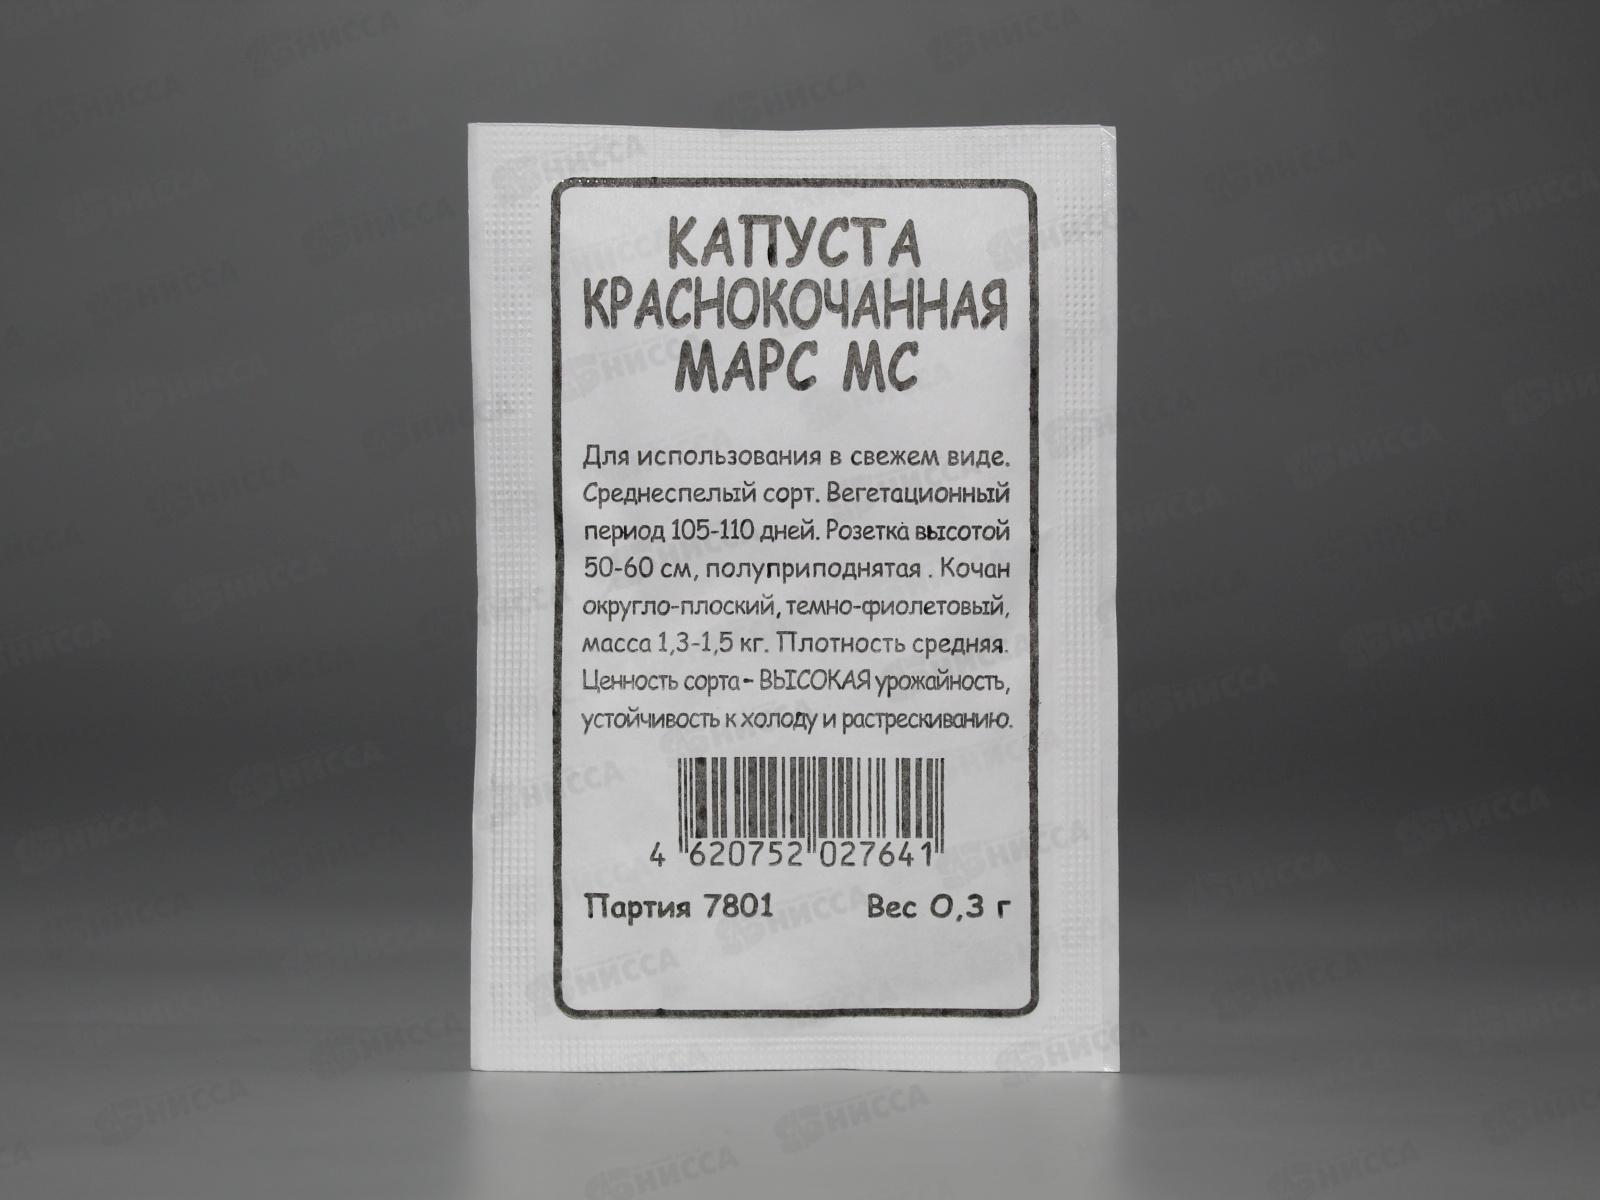 КАПУСТА
КРАСНОКОЧАННАЯ
МАРС МС
Для использования в свежем виде.
Среднеспелый сорт. Вегетационный
период 105-110 дней. Розетка высотой
50-60 см, полуприподнятая . Кочан
округло-плоский, темно-фиолетовый,
масса 1,3-1,5 кг. Плотность средняя.
Ценность сорта - ВЫСОКАЯ урожайность,
устойчивость к холоду и растрескиванию.
4 620752 027641
Партия 7801 Вес 0,3 г